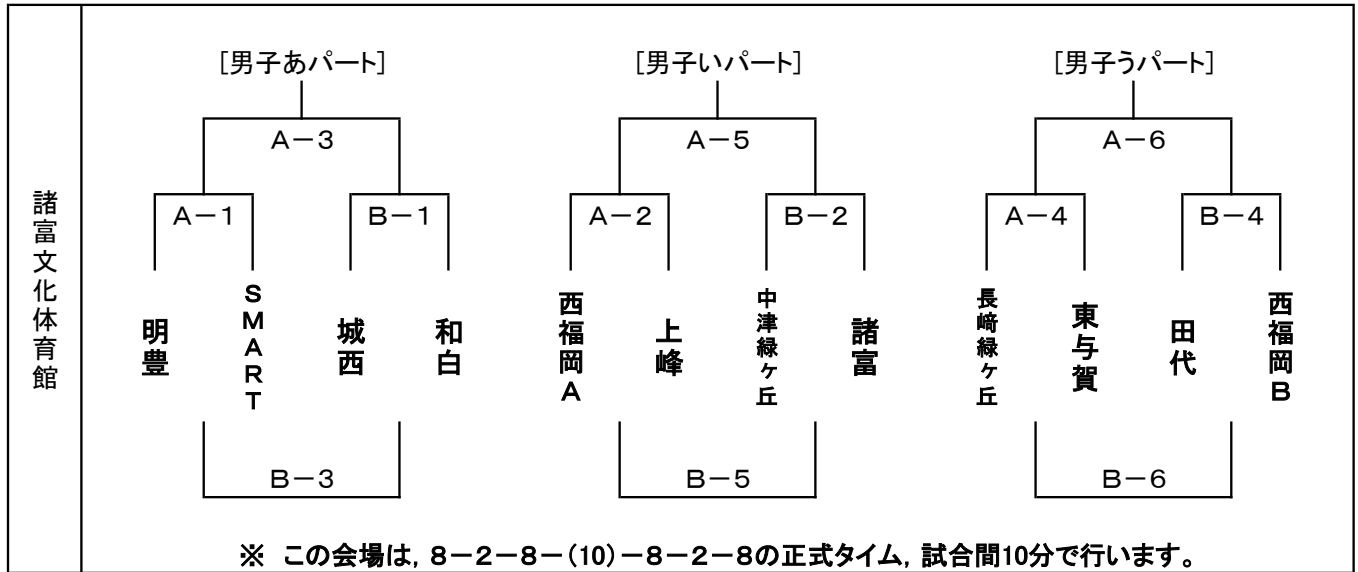 諸富文化体育館
[男子あパート] [男子いパート] [男子うパート]
A-3 A-5 A-6
A-1 B-1 A-2 B-2 A-4 B-4
明豊 SMART 城西 和白 西福岡A 上峰 中津緑ヶ丘 諸富 長崎緑ヶ丘 東与賀 田代 西福岡B
B-3 B-5 B-6
※ この会場は, 8-2-8-(10)-8-2-8の正式タイム, 試合間10分で行います。